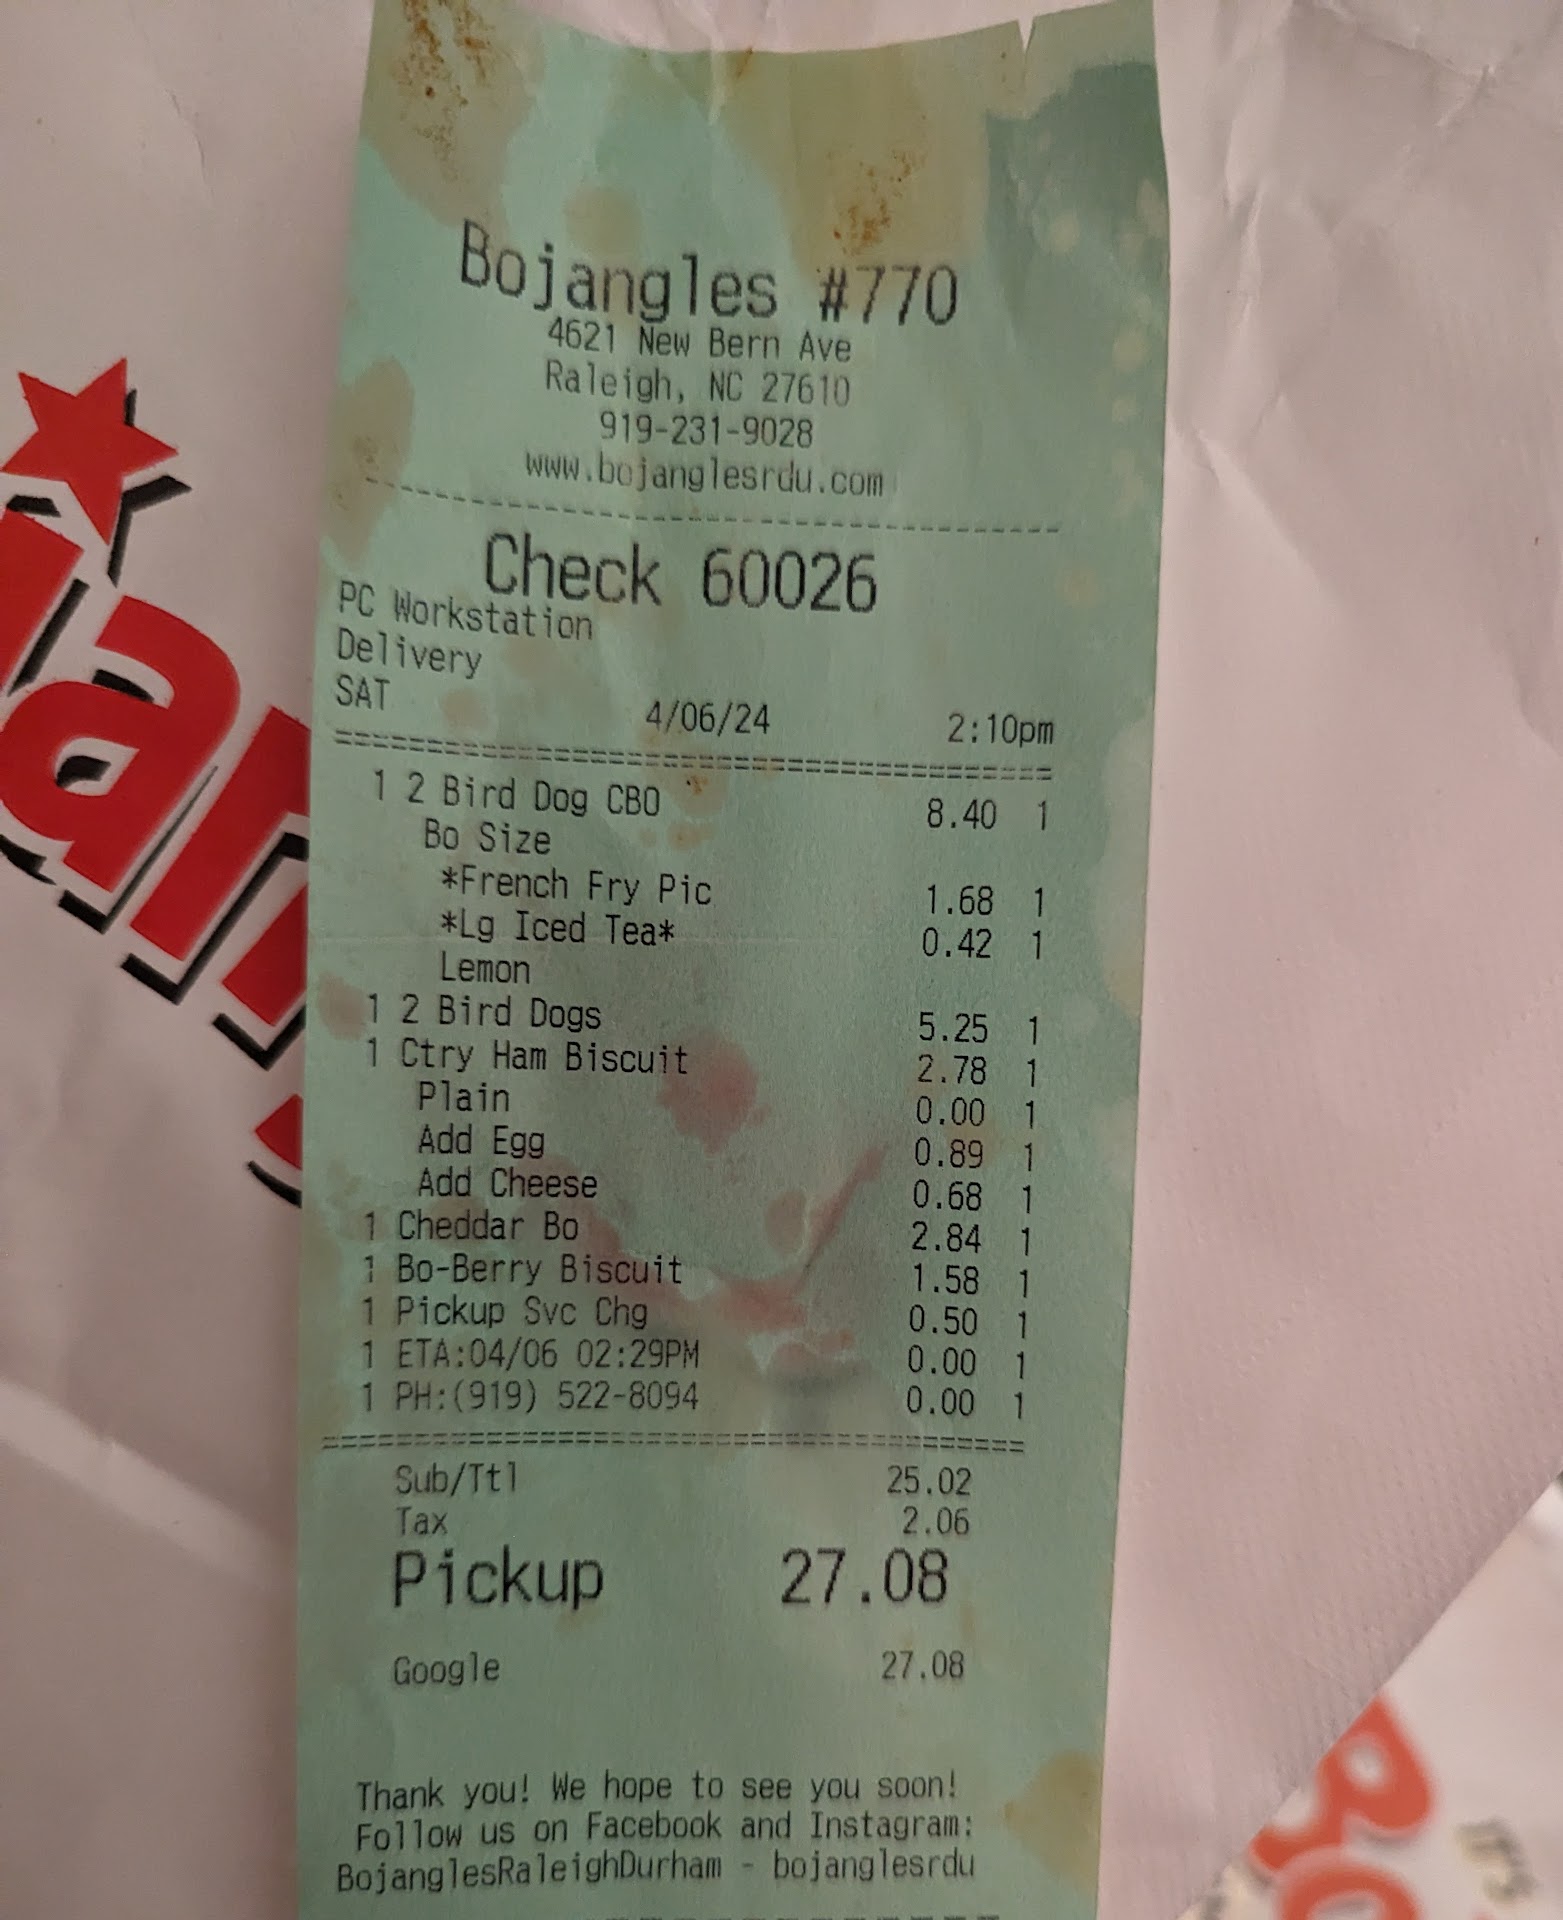 Bojangles #770
4621 New Bern Ave
Raleigh, NC 27610
919-231-9028
www.bojanglesrdu.com
Check 60026
PC Workstation
Delivery
SAT 4/06/24 2:10pm
1 2 Bird Dog CBO 8.40 1
Bo Size
*French Fry Pic 1.68 1
*Lg Iced Tea* 0.42 1
Lemon
1 2 Bird Dogs 5.25 1
1 Ctry Ham Biscuit 2.78 1
Plain 0.00 1
Add Egg 0.89 1
Add Cheese 0.68 1
1 Cheddar Bo 2.84 1
1 Bo-Berry Biscuit 1.58 1
1 Pickup Svc Chg 0.50 1
1 ETA:04/06 02:29PM 0.00 1
1 PH:(919) 522-8094 0.00 1
Sub/Ttl 25.02
Tax 2.06
Pickup 27.08
Google 27.08
Thank you! We hope to see you soon!
Follow us on Facebook and Instagram:
BojanglesRaleighDurham - bojanglesrdu
IT'S